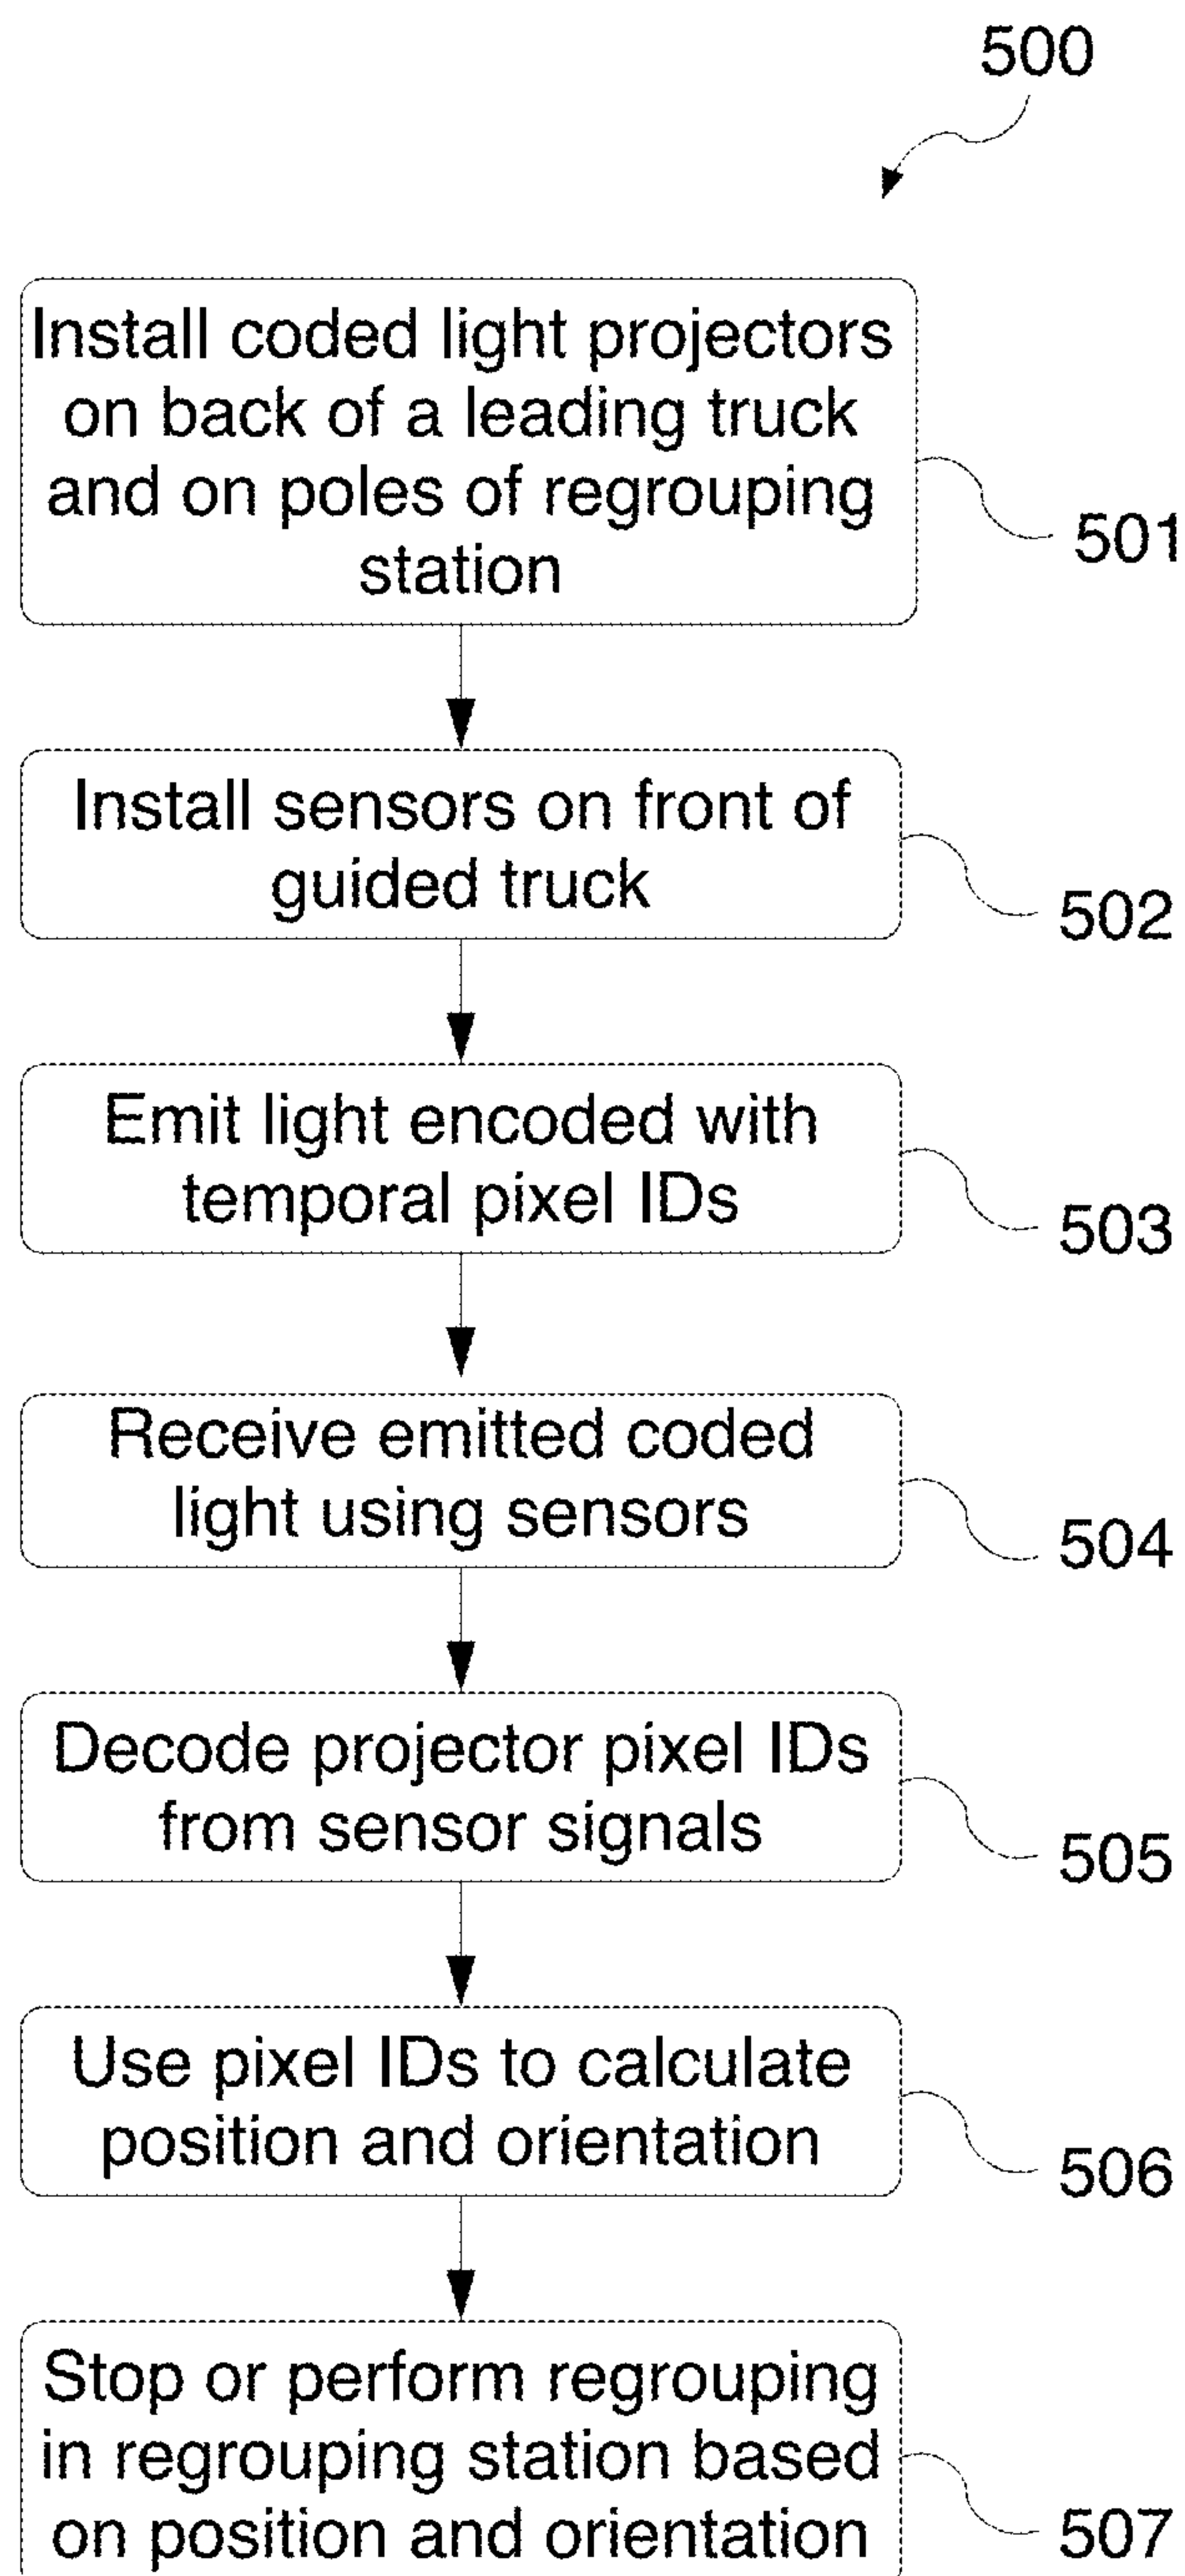 500
Install coded light projectors
on back of a leading truck
and on poles of regrouping
station
501
Install sensors on front of
guided truck
502
Emit light encoded with
temporal pixel IDs
503
Receive emitted coded
light using sensors
504
Decode projector pixel IDs
from sensor signals
505
Use pixel IDs to calculate
position and orientation
506
Stop or perform regrouping
in regrouping station based
on position and orientation
507